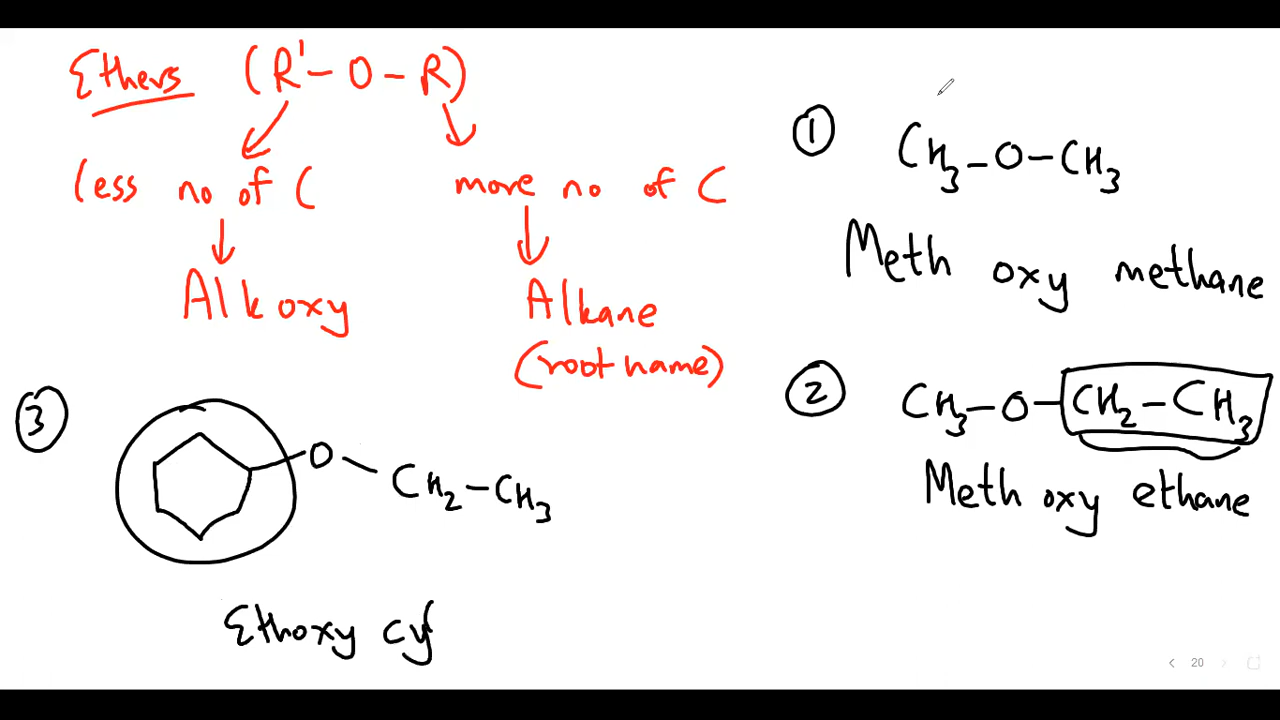 Ethers (R' - O - R)
less no of C
more no of C
Alkoxy
Alkane
(root name)
① CH₃ - O - CH₃
Meth oxy methane
② CH₃ - O - CH₂ - CH₃
Meth oxy ethane
③ O - CH₂ - CH₃
Ethoxy cy
20